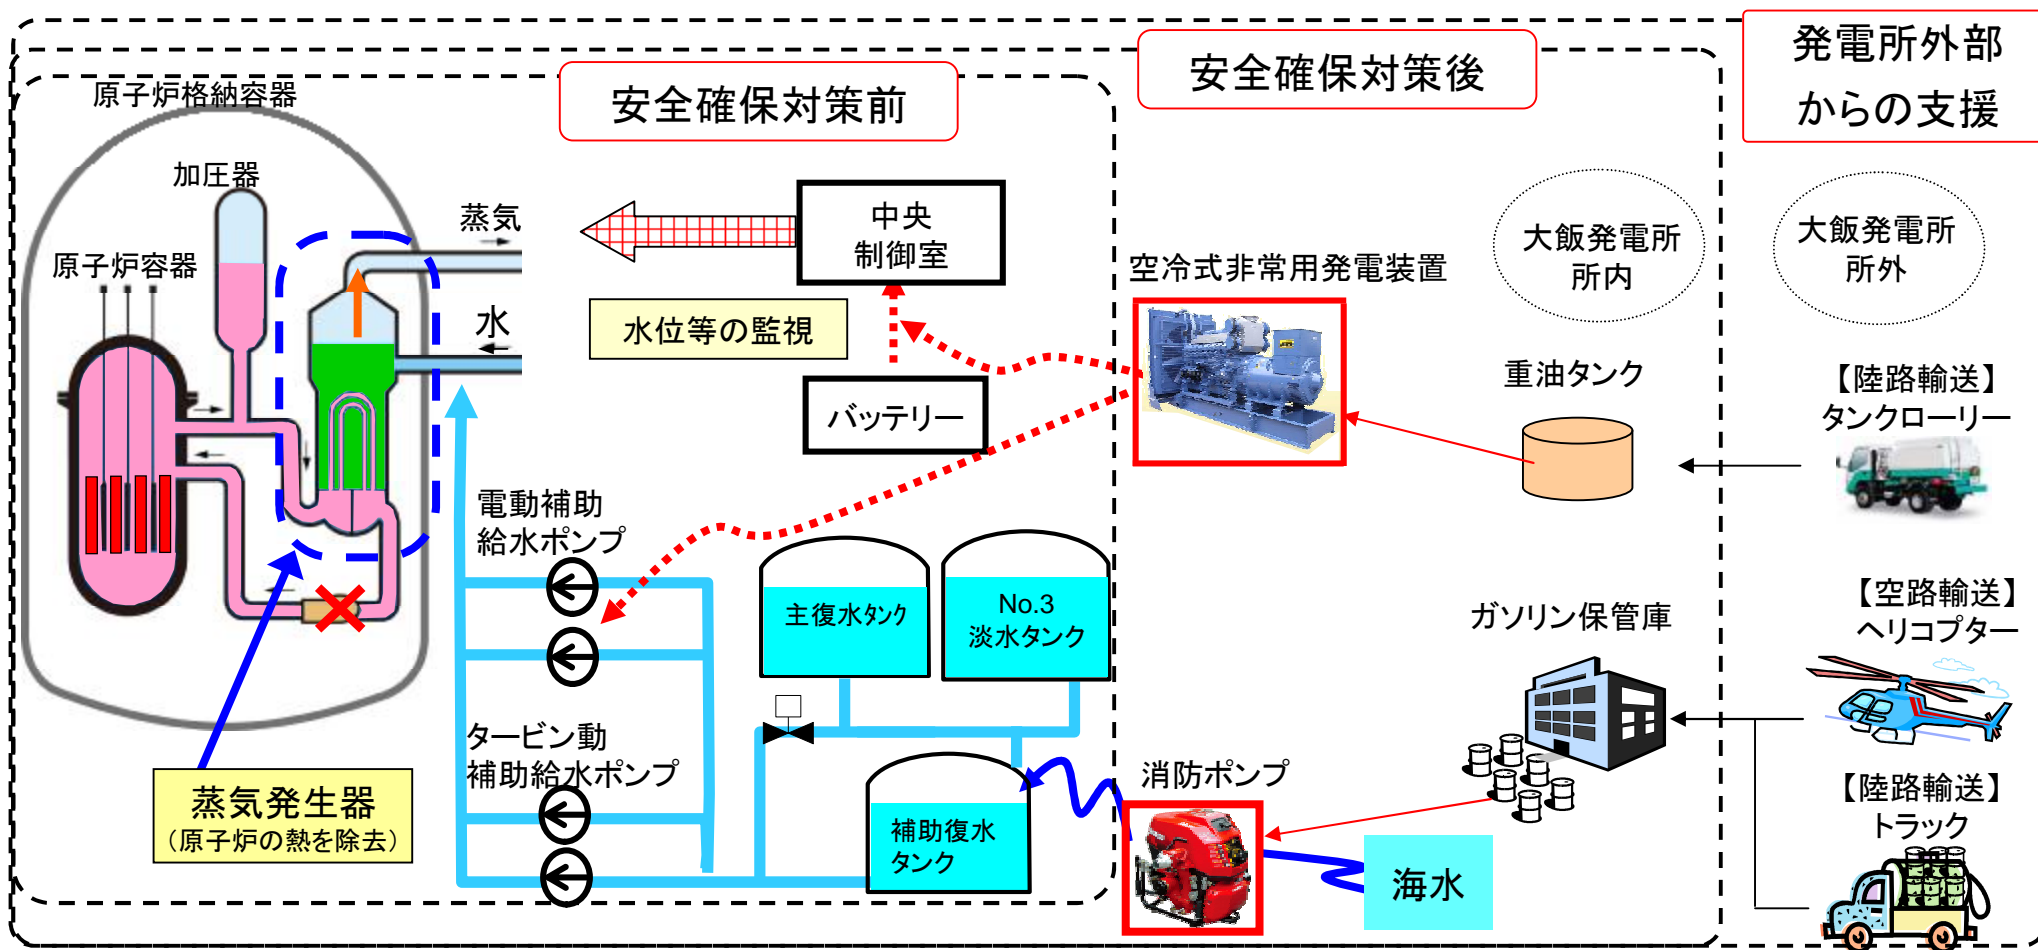 安全確保対策前
安全確保対策後
発電所外部
からの支援
原子炉格納容器
加圧器
原子炉容器
蒸気
水
中央
制御室
水位等の監視
バッテリー
空冷式非常用発電装置
大飯発電所
所内
大飯発電所
所外
重油タンク
【陸路輸送】
タンクローリー
電動補助
給水ポンプ
主復水タンク
No.3
淡水タンク
ガソリン保管庫
【空路輸送】
ヘリコプター
タービン動
補助給水ポンプ
蒸気発生器
（原子炉の熱を除去）
補助復水
タンク
消防ポンプ
海水
【陸路輸送】
トラック